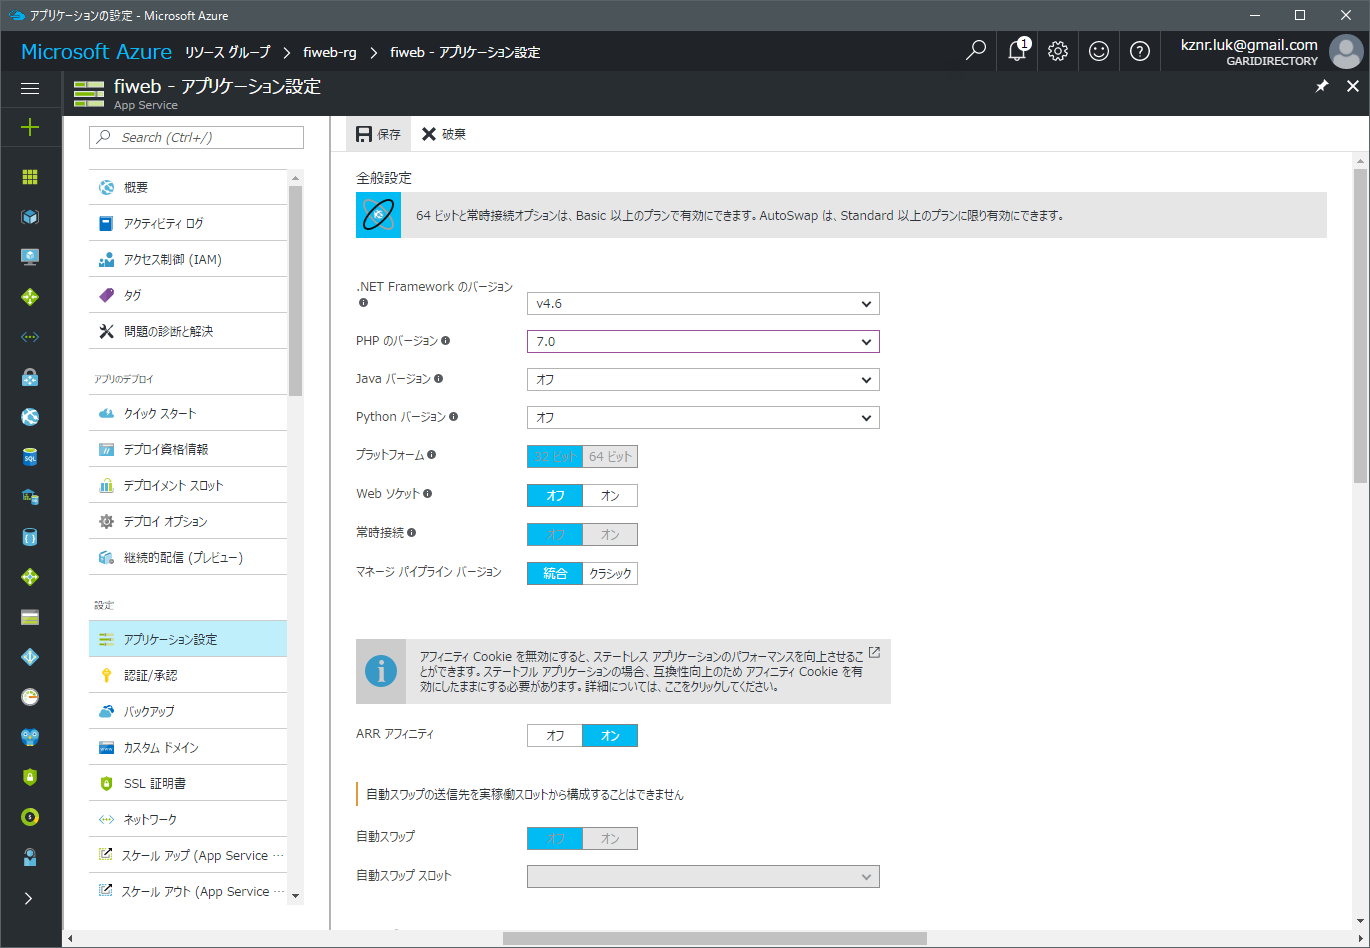 アプリケーションの設定 - Microsoft Azure
Microsoft Azure リソース グループ > fiweb-rg > fiweb - アプリケーション設定
1
kznr.luk@gmail.com
GARIDIRECTORY
fiweb - アプリケーション設定
App Service
Search (Ctrl+/)
概要
アクティビティ ログ
アクセス制御 (IAM)
タグ
問題の診断と解決
アプリのデプロイ
クイック スタート
デプロイ資格情報
デプロイメント スロット
デプロイ オプション
継続的配信 (プレビュー)
設定
アプリケーション設定
認証/承認
バックアップ
カスタム ドメイン
SSL 証明書
ネットワーク
スケール アップ (App Service ...
スケール アウト (App Service ...
保存
破棄
全般設定
64 ビットと常時接続オプションは、Basic 以上のプランで有効にできます。AutoSwap は、Standard 以上のプランに限り有効にできます。
.NET Framework のバージョン
v4.6
PHP のバージョン
7.0
Java バージョン
オフ
Python バージョン
オフ
プラットフォーム
32 ビット 64 ビット
Web ソケット
オフ オン
常時接続
オフ オン
マネージ パイプライン バージョン
統合 クラシック
アフィニティ Cookie を無効にすると、ステートレス アプリケーションのパフォーマンスを向上させるこ
とができます。ステートフル アプリケーションの場合、互換性向上のため アフィニティ Cookie を有
効にしたままにする必要があります。詳細については、ここをクリックしてください。
ARR アフィニティ
オフ オン
自動スワップの送信先を実稼働スロットから構成することはできません
自動スワップ
オフ オン
自動スワップ スロット